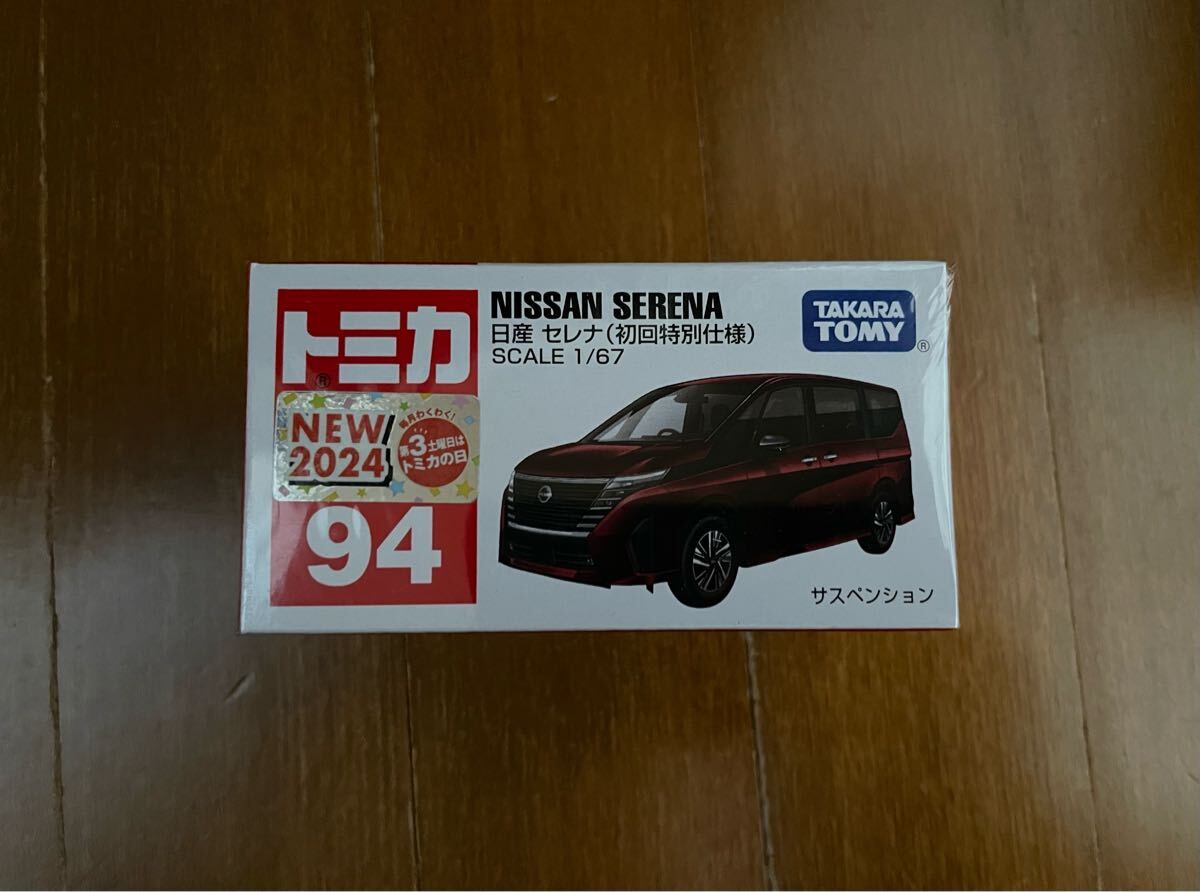 トミカ
®
NEW
2024
毎月わくわく!
第3土曜日は
トミカの日
94
NISSAN SERENA
日産 セレナ(初回特別仕様)
SCALE 1/67
TAKARA
TOMY
®
サスペンション